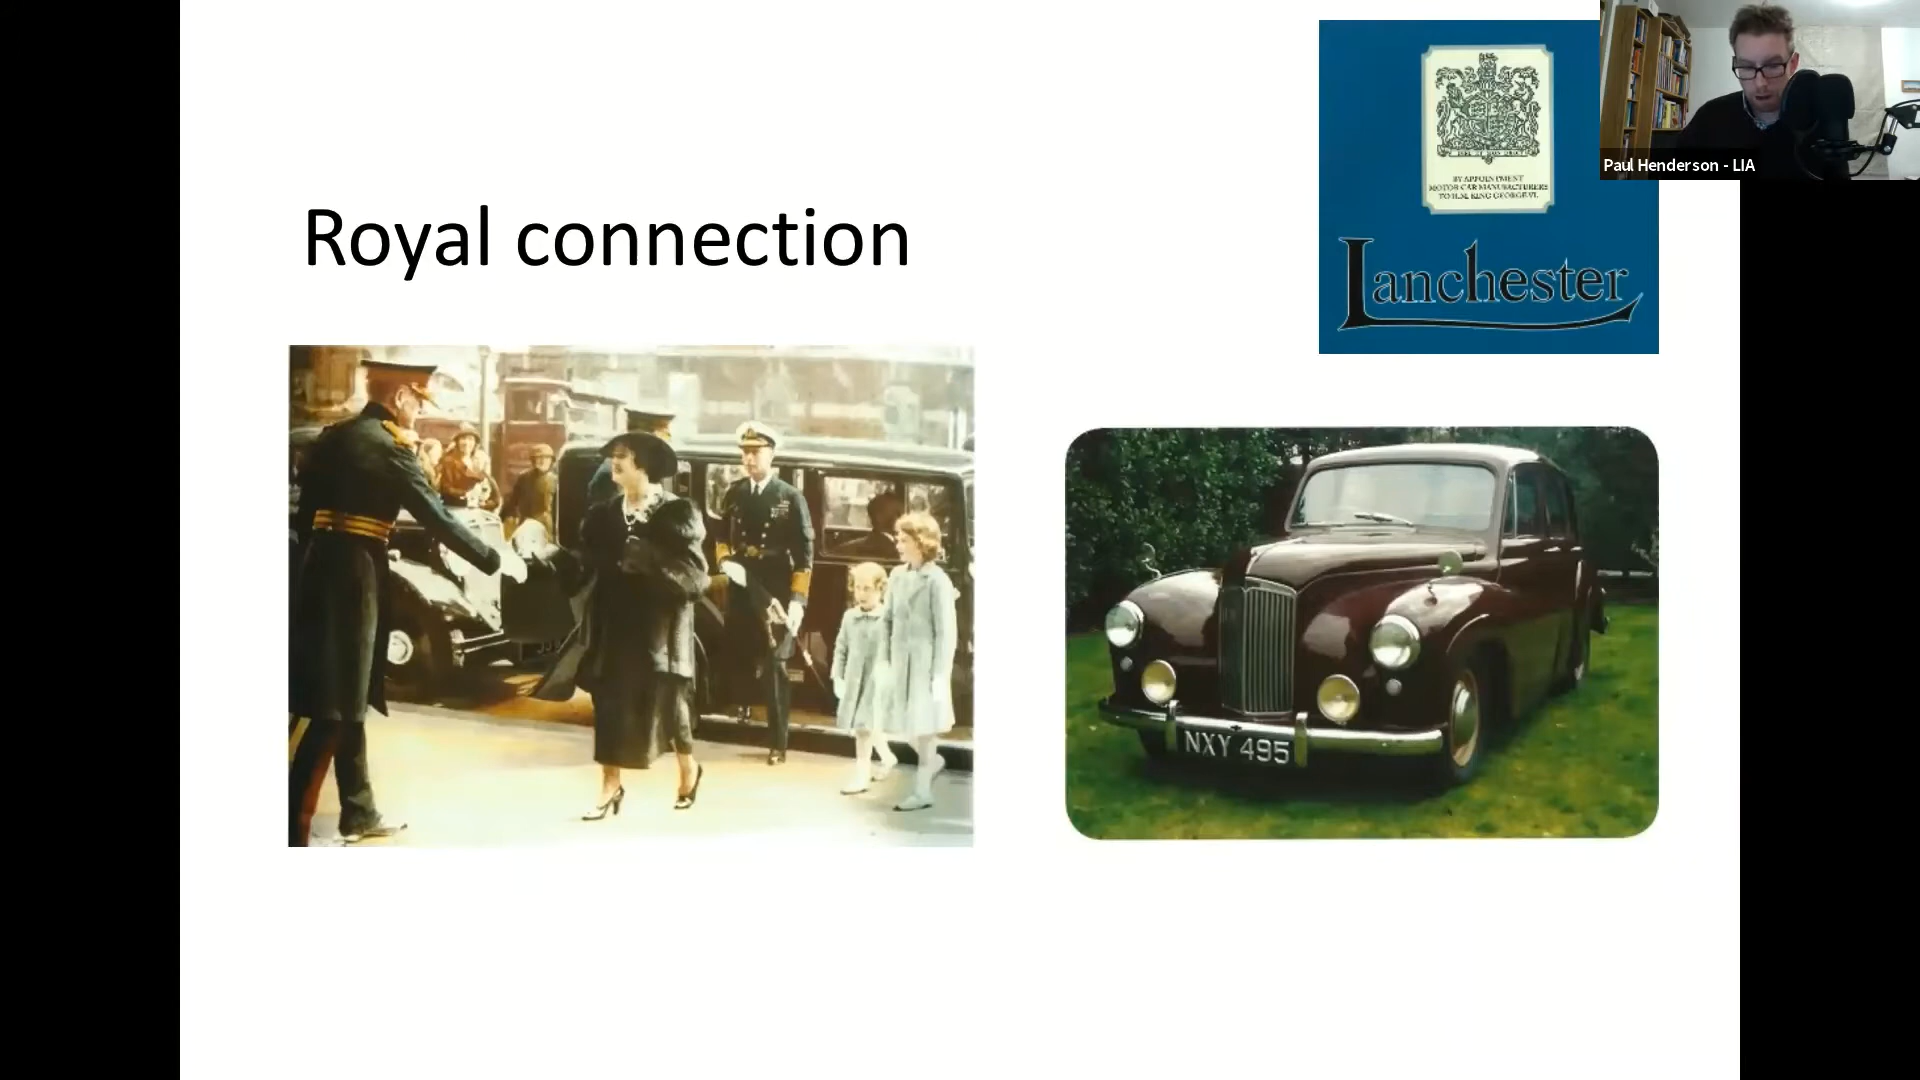 Royal connection
BY APPOINTMENT
MOTOR CAR MANUFACTURERS
TO H.M. KING GEORGE VI.
Lanchester
Paul Henderson - LIA
NXY 495